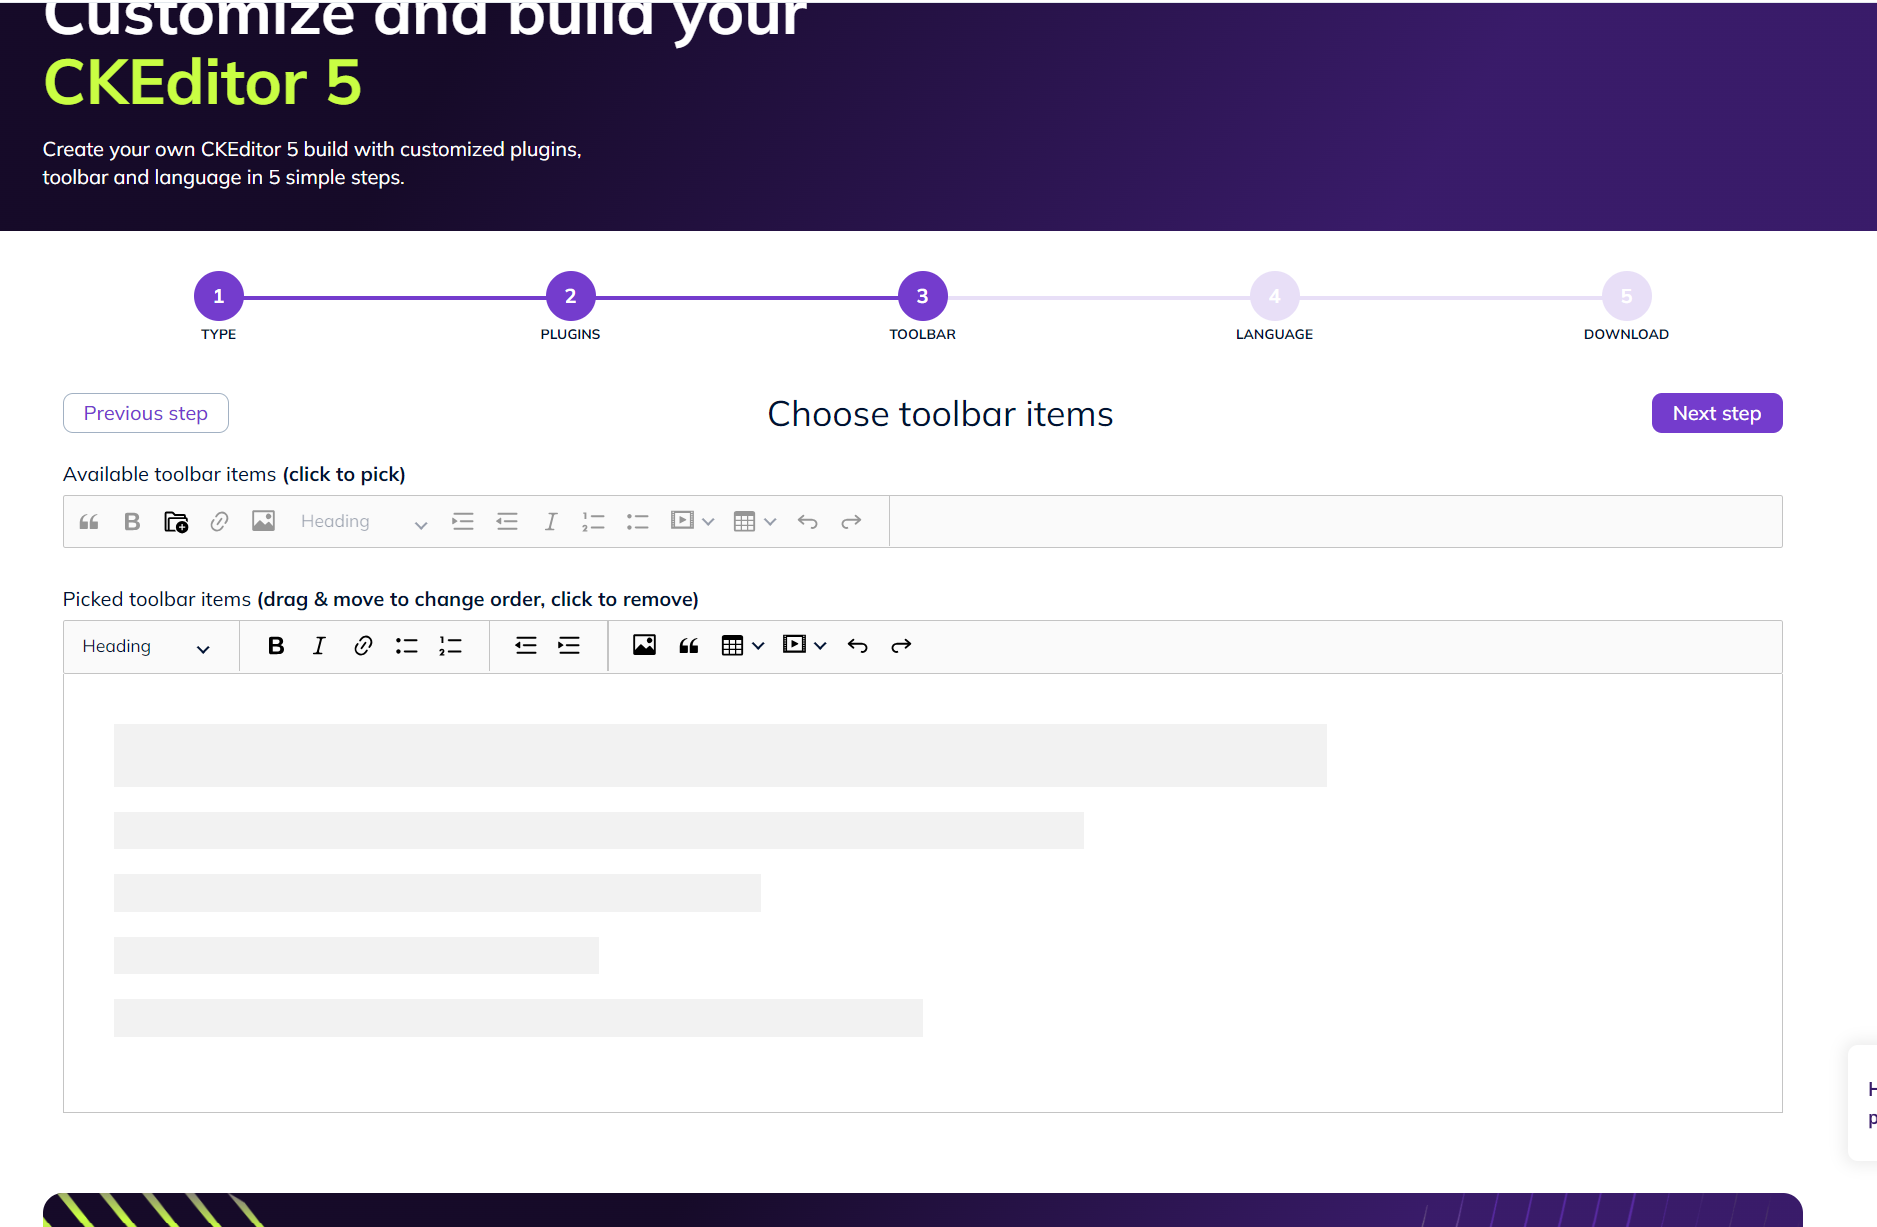 Customize and build your
CKEditor 5
Create your own CKEditor 5 build with customized plugins,
toolbar and language in 5 simple steps.
1 2 3 4 5
TYPE PLUGINS TOOLBAR LANGUAGE DOWNLOAD
Previous step Choose toolbar items Next step
Available toolbar items (click to pick)
B Heading I
Picked toolbar items (drag & move to change order, click to remove)
Heading B I